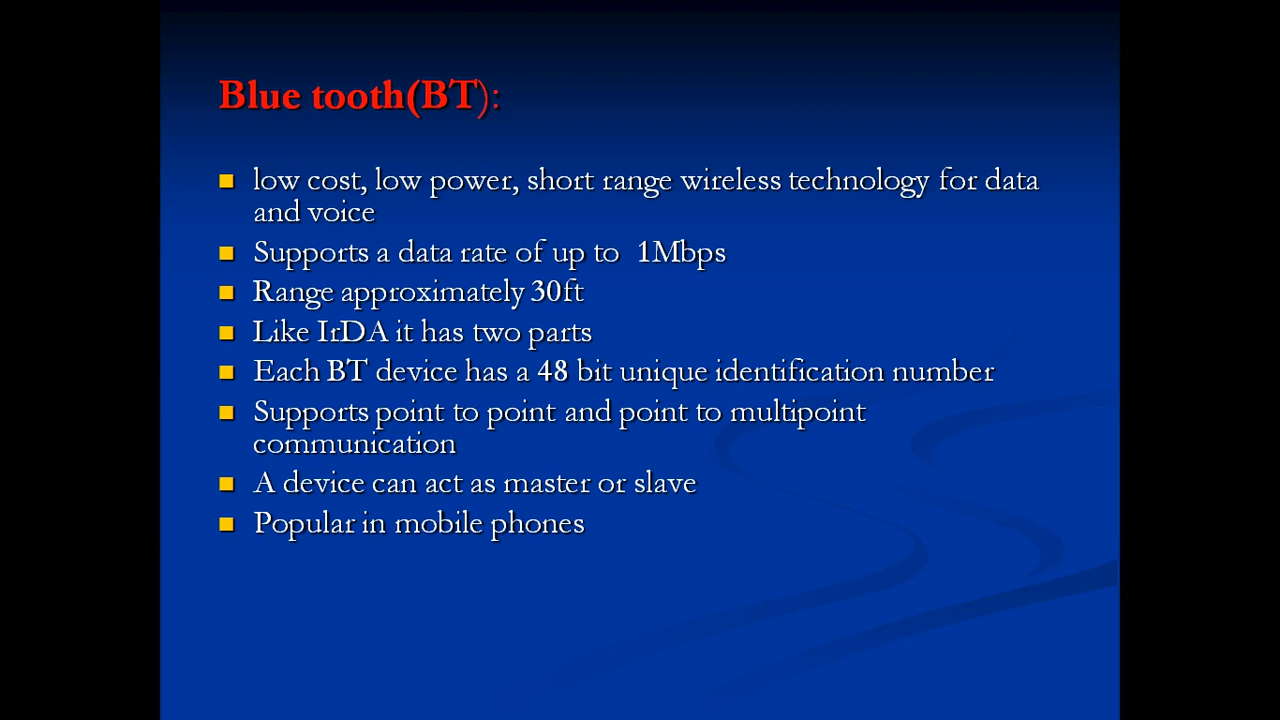 Blue tooth(BT):
low cost, low power, short range wireless technology for data
and voice
Supports a data rate of up to 1Mbps
Range approximately 30ft
Like IrDA it has two parts
Each BT device has a 48 bit unique identification number
Supports point to point and point to multipoint
communication
A device can act as master or slave
Popular in mobile phones